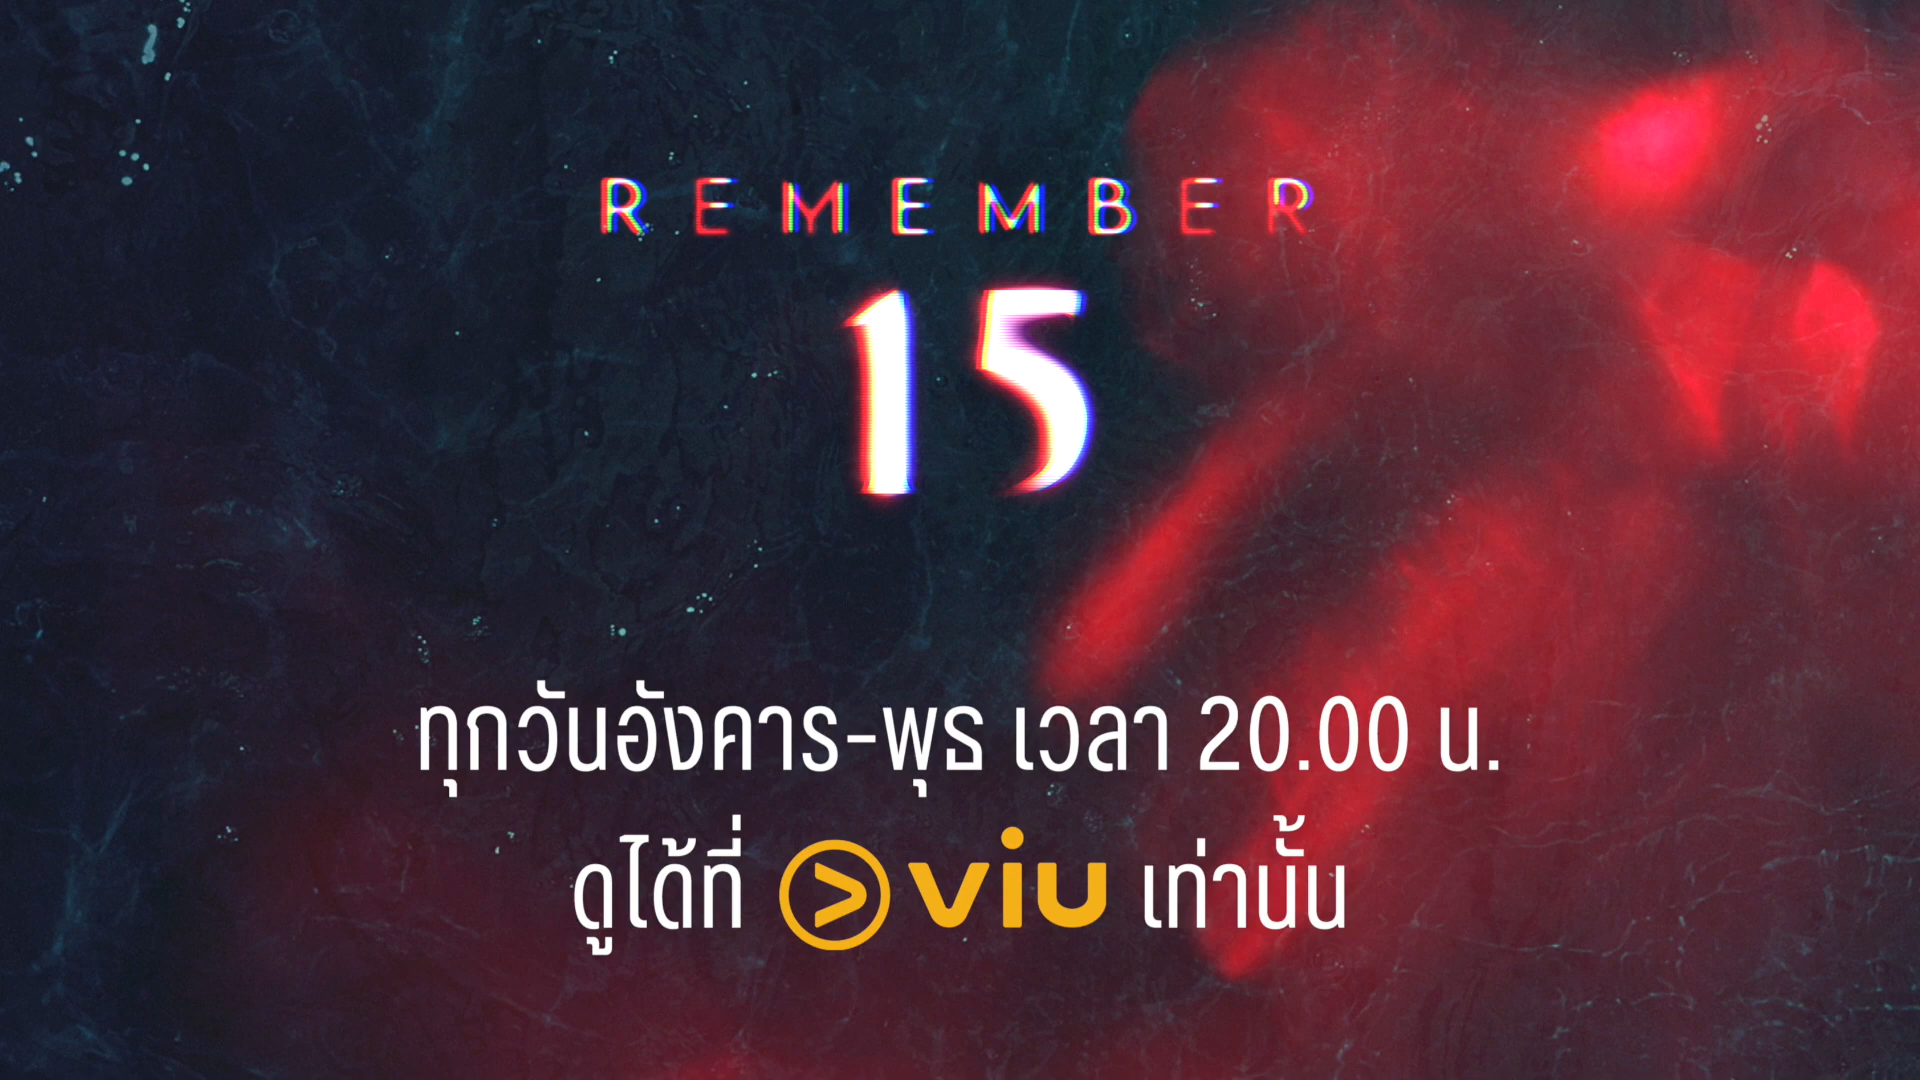 REMEMBER
15
ทุกวันอังคาร-พุธ เวลา 20.00 น.
ดูได้ที่ viu เท่านั้น